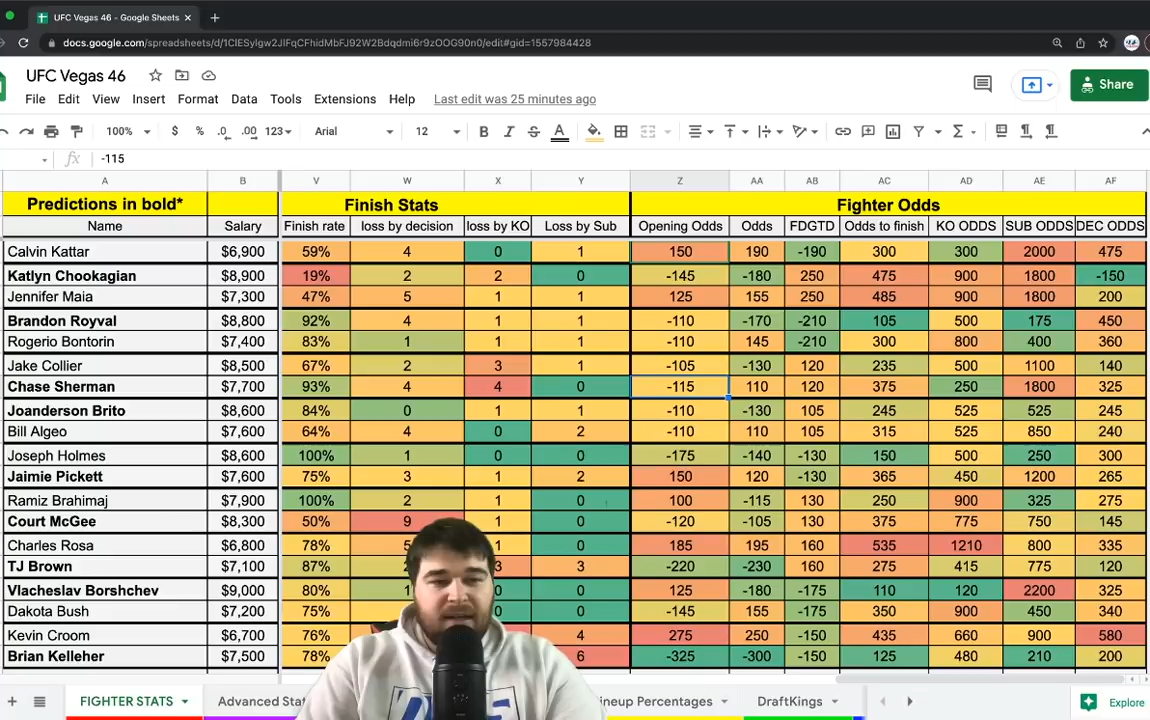 UFC Vegas 46 - Google Sheets
docs.google.com/spreadsheets/d/1ClESylgw2JlFqCFhidMbFJ92W2Bdqdmi6r9zOOG90n0/edit#gid=1557984428
UFC Vegas 46
File Edit View Insert Format Data Tools Extensions Help Last edit was 25 minutes ago
Share
100% $ % .0 .00 123 Arial 12 B I S A
fx -115
A B V W X Y Z AA AB AC AD AE AF
Predictions in bold* Finish Stats Fighter Odds
Name Salary Finish rate loss by decision loss by KO Loss by Sub Opening Odds Odds FDGTD Odds to finish KO ODDS SUB ODDS DEC ODDS
Calvin Kattar $6,900 59% 4 0 1 150 190 -190 300 300 2000 475
Katlyn Chookagian $8,900 19% 2 2 0 -145 -180 250 475 900 1800 -150
Jennifer Maia $7,300 47% 5 1 1 125 155 250 485 900 1800 200
Brandon Royval $8,800 92% 4 1 1 -110 -170 -210 105 500 175 450
Rogerio Bontorin $7,400 83% 1 1 1 -110 145 -210 300 800 400 360
Jake Collier $8,500 67% 2 3 1 -105 -130 120 235 500 1100 140
Chase Sherman $7,700 93% 4 4 0 -115 110 120 375 250 1800 325
Joanderson Brito $8,600 84% 0 1 1 -110 -130 105 245 525 525 245
Bill Algeo $7,600 64% 4 0 2 -110 110 105 315 525 850 240
Joseph Holmes $8,600 100% 1 0 0 -175 -140 -130 150 500 250 300
Jaimie Pickett $7,600 75% 3 1 2 150 120 -130 365 450 1200 265
Ramiz Brahimaj $7,900 100% 2 1 0 100 -115 130 250 900 325 275
Court McGee $8,300 50% 9 1 0 -120 -105 130 375 775 750 145
Charles Rosa $6,800 78% 5 1 0 185 195 160 535 1210 800 335
TJ Brown $7,100 87% 3 3 -220 -230 160 275 415 775 120
Vlacheslav Borshchev $9,000 80% 1 0 0 125 -180 -175 110 120 2200 330
Dakota Bush $7,200 75% 0 0 -145 155 -175 350 900 450 340
Kevin Croom $6,700 76% 4 275 250 -150 435 660 900 580
Brian Kelleher $7,500 78% 6 -325 -300 -150 125 480 210 200
FIGHTER STATS Advanced Sta ineup Percentages DraftKings Explore